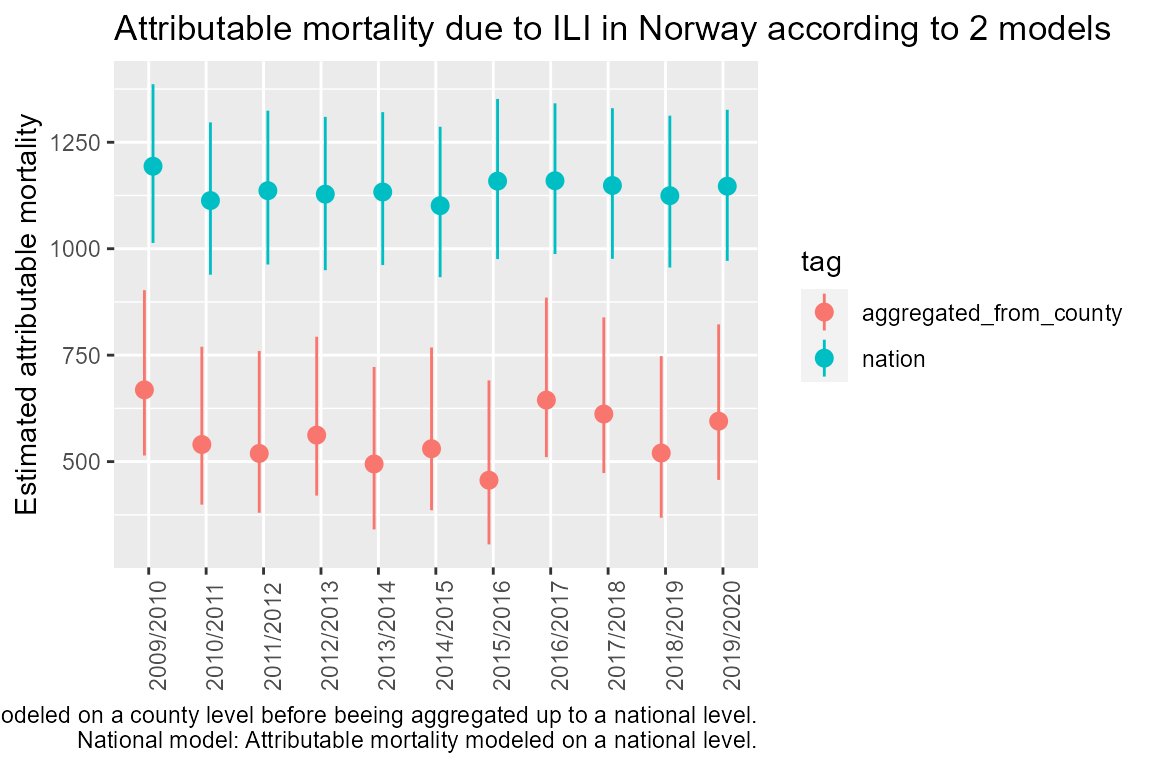 Attributable mortality due to ILI in Norway according to 2 models
Estimated attributable mortality
1250
1000
750
500
2009/2010
2010/2011
2011/2012
2012/2013
2013/2014
2014/2015
2015/2016
2016/2017
2017/2018
2018/2019
2019/2020
tag
aggregated_from_county
nation
odeled on a county level before beeing aggregated up to a national level.
National model: Attributable mortality modeled on a national level.